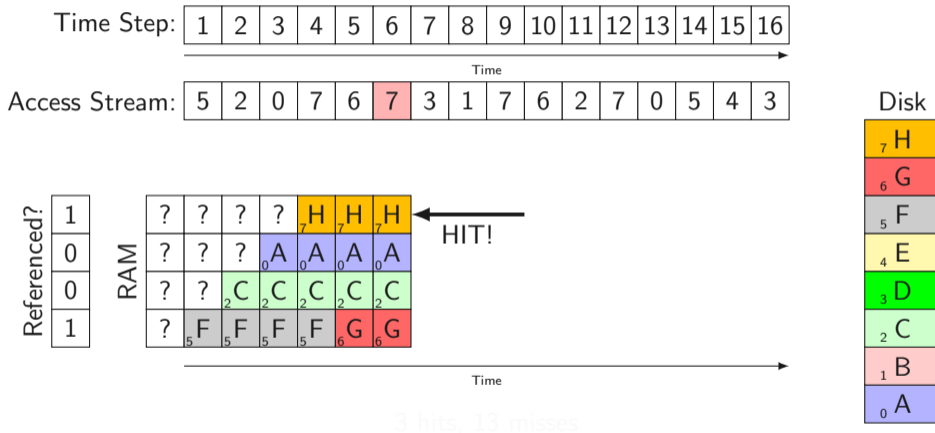 Time Step: 1 2 3 4 5 6 7 8 9 10 11 12 13 14 15 16
Time
Access Stream: 5 2 0 7 6 7 3 1 7 6 2 7 0 5 4 3
Disk
7 H
6 G
5 F
4 E
3 D
2 C
1 B
0 A
Referenced?
1
0
0
1
RAM
? ? ? ? 7 H 7 H 7 H
? ? ? 0 A 0 A 0 A 0 A
? ? 2 C 2 C 2 C 2 C 2 C
? 5 F 5 F 5 F 5 F 6 G 6 G
HIT!
Time
3 hits, 13 misses